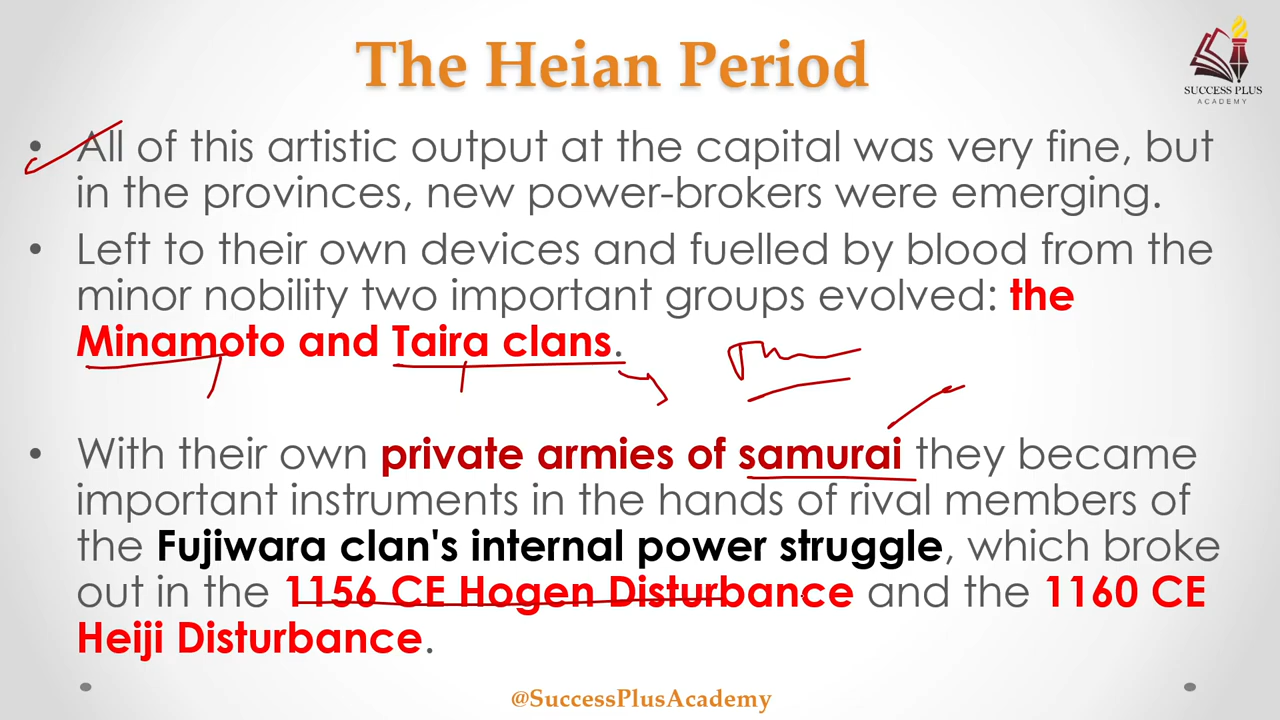 The Heian Period
SUCCESS PLUS
ACADEMY
• All of this artistic output at the capital was very fine, but
in the provinces, new power-brokers were emerging.
• Left to their own devices and fuelled by blood from the
minor nobility two important groups evolved: the
Minamoto and Taira clans.
• With their own private armies of samurai they became
important instruments in the hands of rival members of
the Fujiwara clan's internal power struggle, which broke
out in the 1156 CE Hogen Disturbance and the 1160 CE
Heiji Disturbance.
@SuccessPlusAcademy